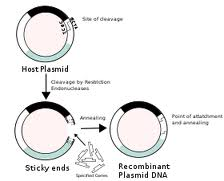 Site of cleavage
Host Plasmid
Cleavage by Restriction
Endonucleases
Annealing
Point of attatchment
and annealing
Sticky ends
Specified Genes
Recombinant
Plasmid DNA